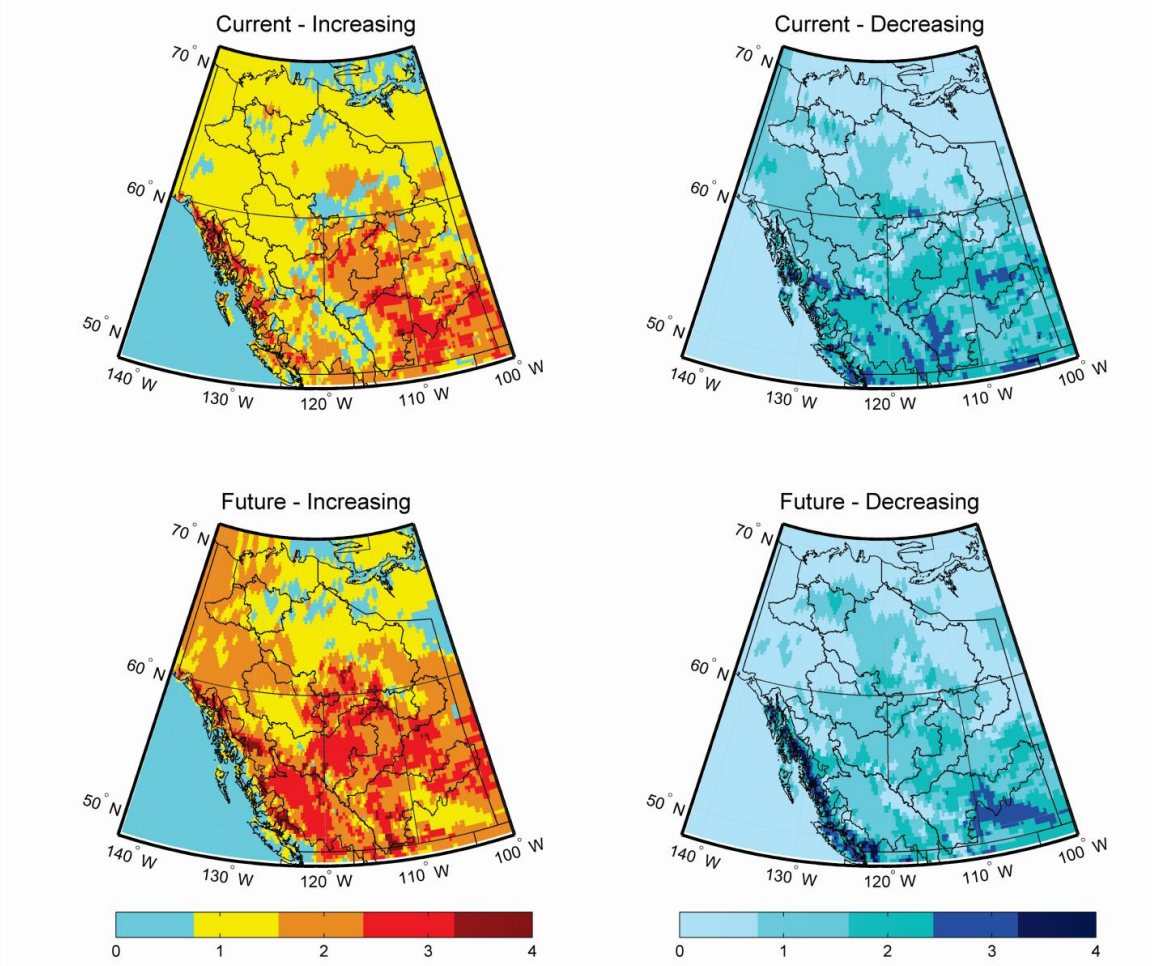 Current - Increasing
Current - Decreasing
70° N
60° N
50° N
140° W
130° W
120° W
110° W
100° W
70° N
60° N
50° N
140° W
130° W
120° W
110° W
100° W
Future - Increasing
Future - Decreasing
70° N
60° N
50° N
140° W
130° W
120° W
110° W
100° W
70° N
60° N
50° N
140° W
130° W
120° W
110° W
100° W
0 1 2 3 4
0 1 2 3 4